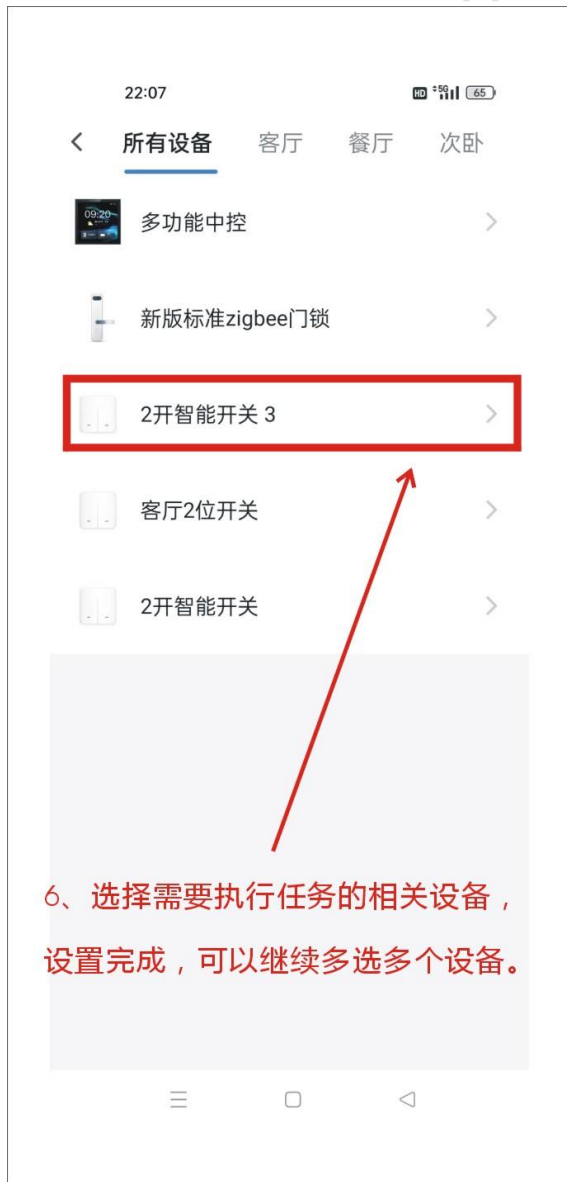 22:07 HD 5G 65
所有设备 客厅 餐厅 次卧
09:20
多功能中控
新版标准zigbee门锁
2开智能开关 3
客厅2位开关
2开智能开关
6、选择需要执行任务的相关设备，
设置完成，可以继续多选多个设备。